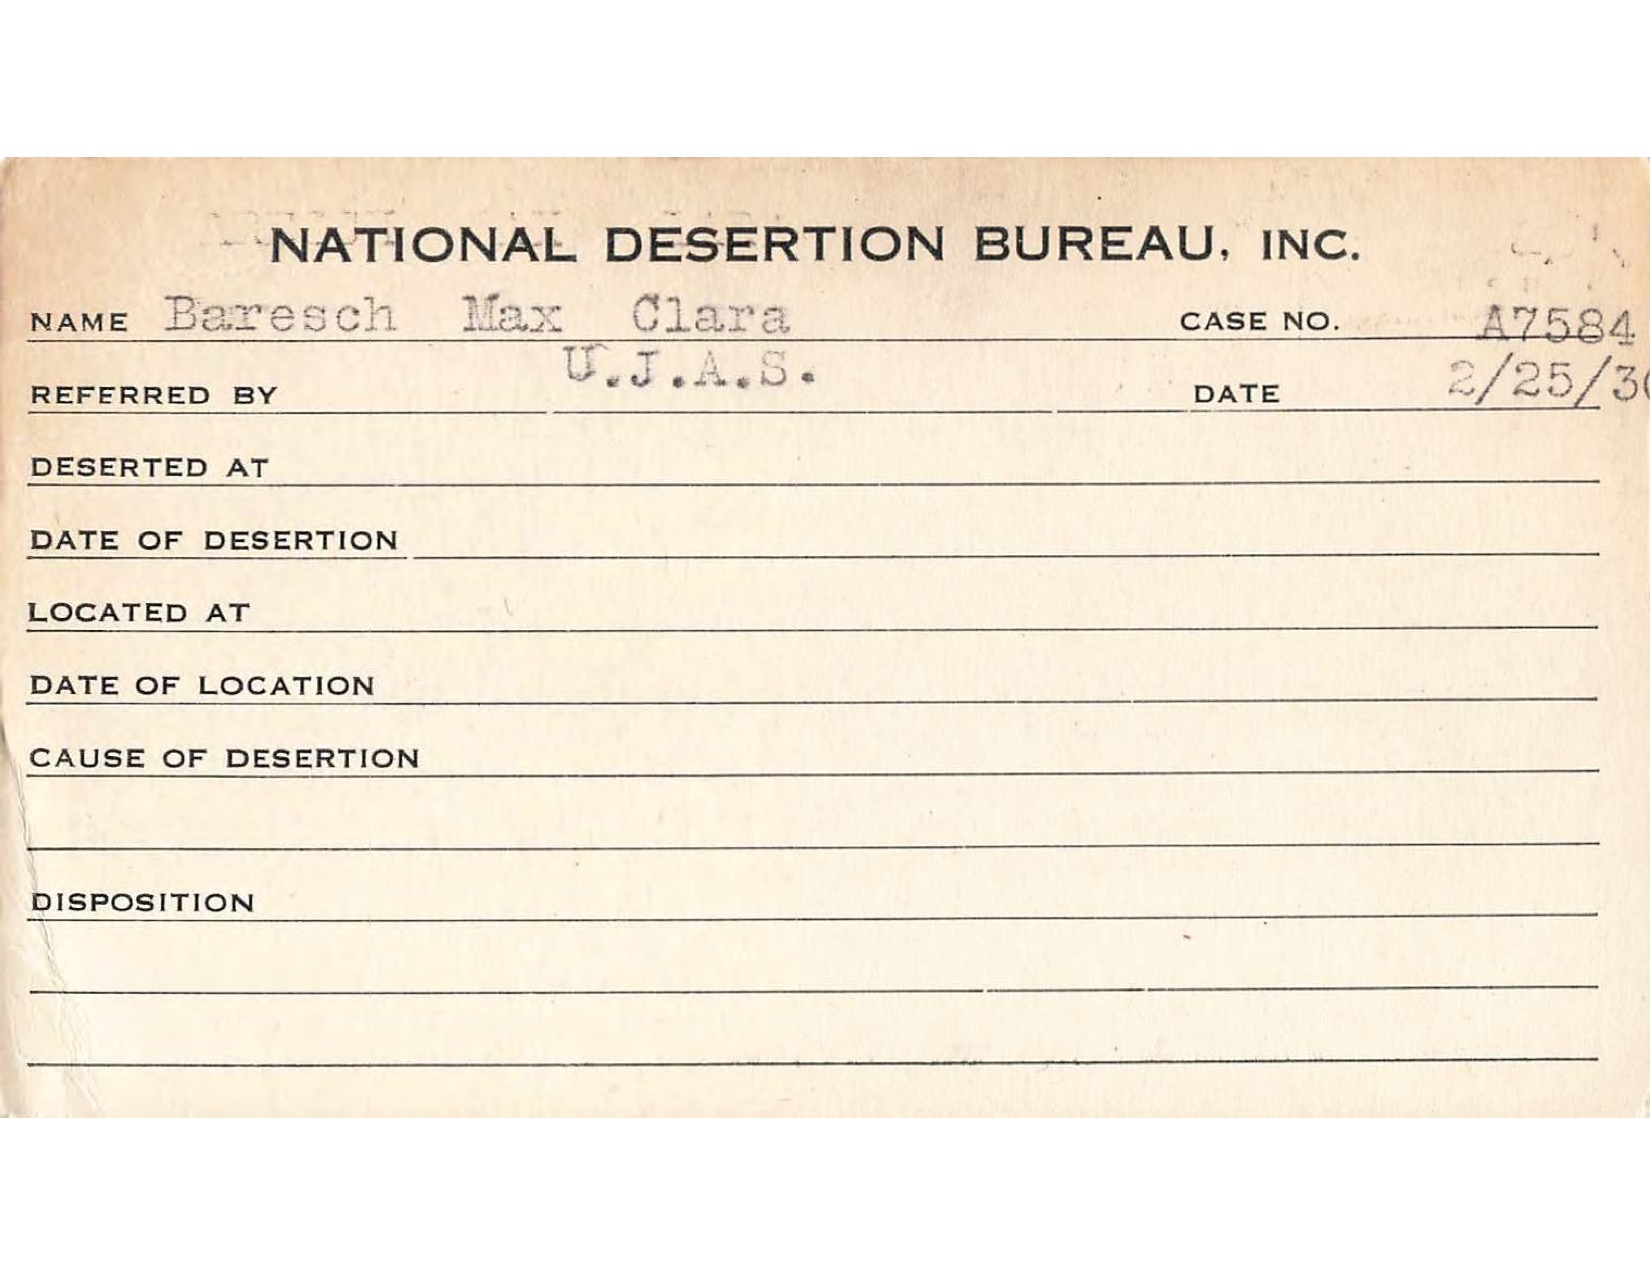 NATIONAL DESERTION BUREAU, INC.
NAME Baresch Max Clara CASE NO. A7584
REFERRED BY U.J.A.S. DATE 2/25/30
DESERTED AT
DATE OF DESERTION
LOCATED AT
DATE OF LOCATION
CAUSE OF DESERTION
DISPOSITION